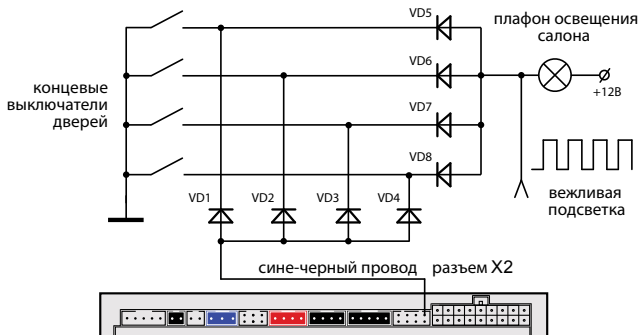 VD5
плафон освещения
салона
VD6
+12В
концевые
выключатели
дверей
VD7
VD8
VD1
VD2
VD3
VD4
вежливая
подсветка
сине-черный провод
разъем X2